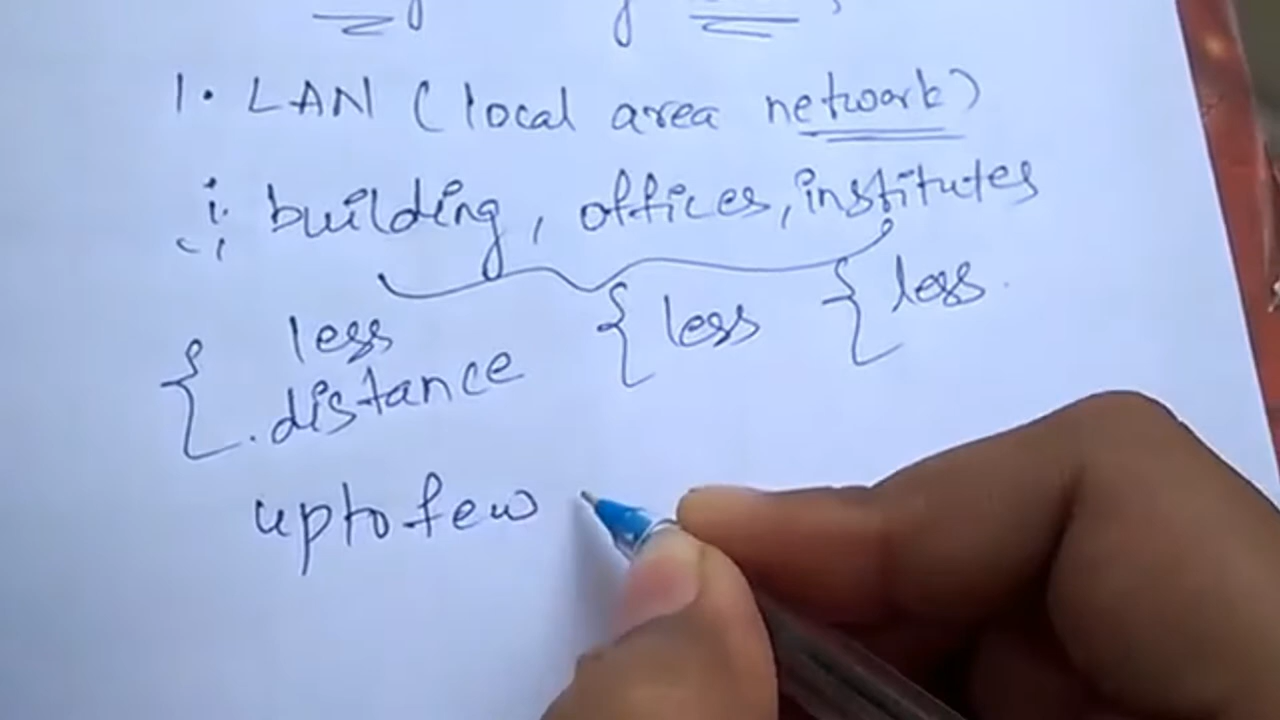 1. LAN (local area network)
i. building, offices, institutes
{ less { less { less
distance
upto few